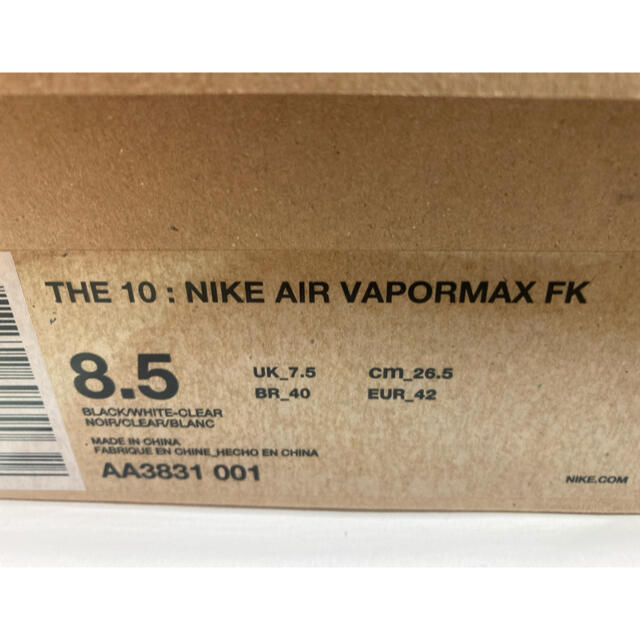 THE 10 : NIKE AIR VAPORMAX FK
8.5
UK_7.5 cm_26.5
BR_40 EUR_42
BLACK/WHITE-CLEAR
NOIR/CLEAR/BLANC
MADE IN CHINA
FABRIQUE EN CHINE_HECHO EN CHINA
AA3831 001
NIKE.COM